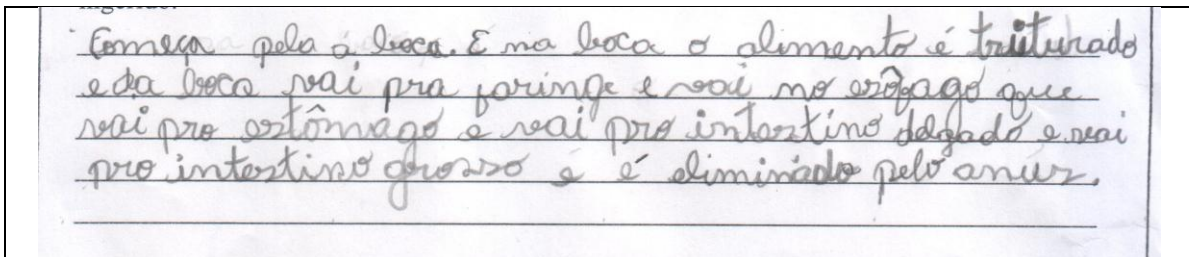 ingerido.
Começa pela a boca. E na boca o alimento é triturado
e da boca vai pra faringe e vai no esôfago que
vai pro estômago e vai pro intestino delgado e vai
pro intestino grosso e é eliminado pelo anus.